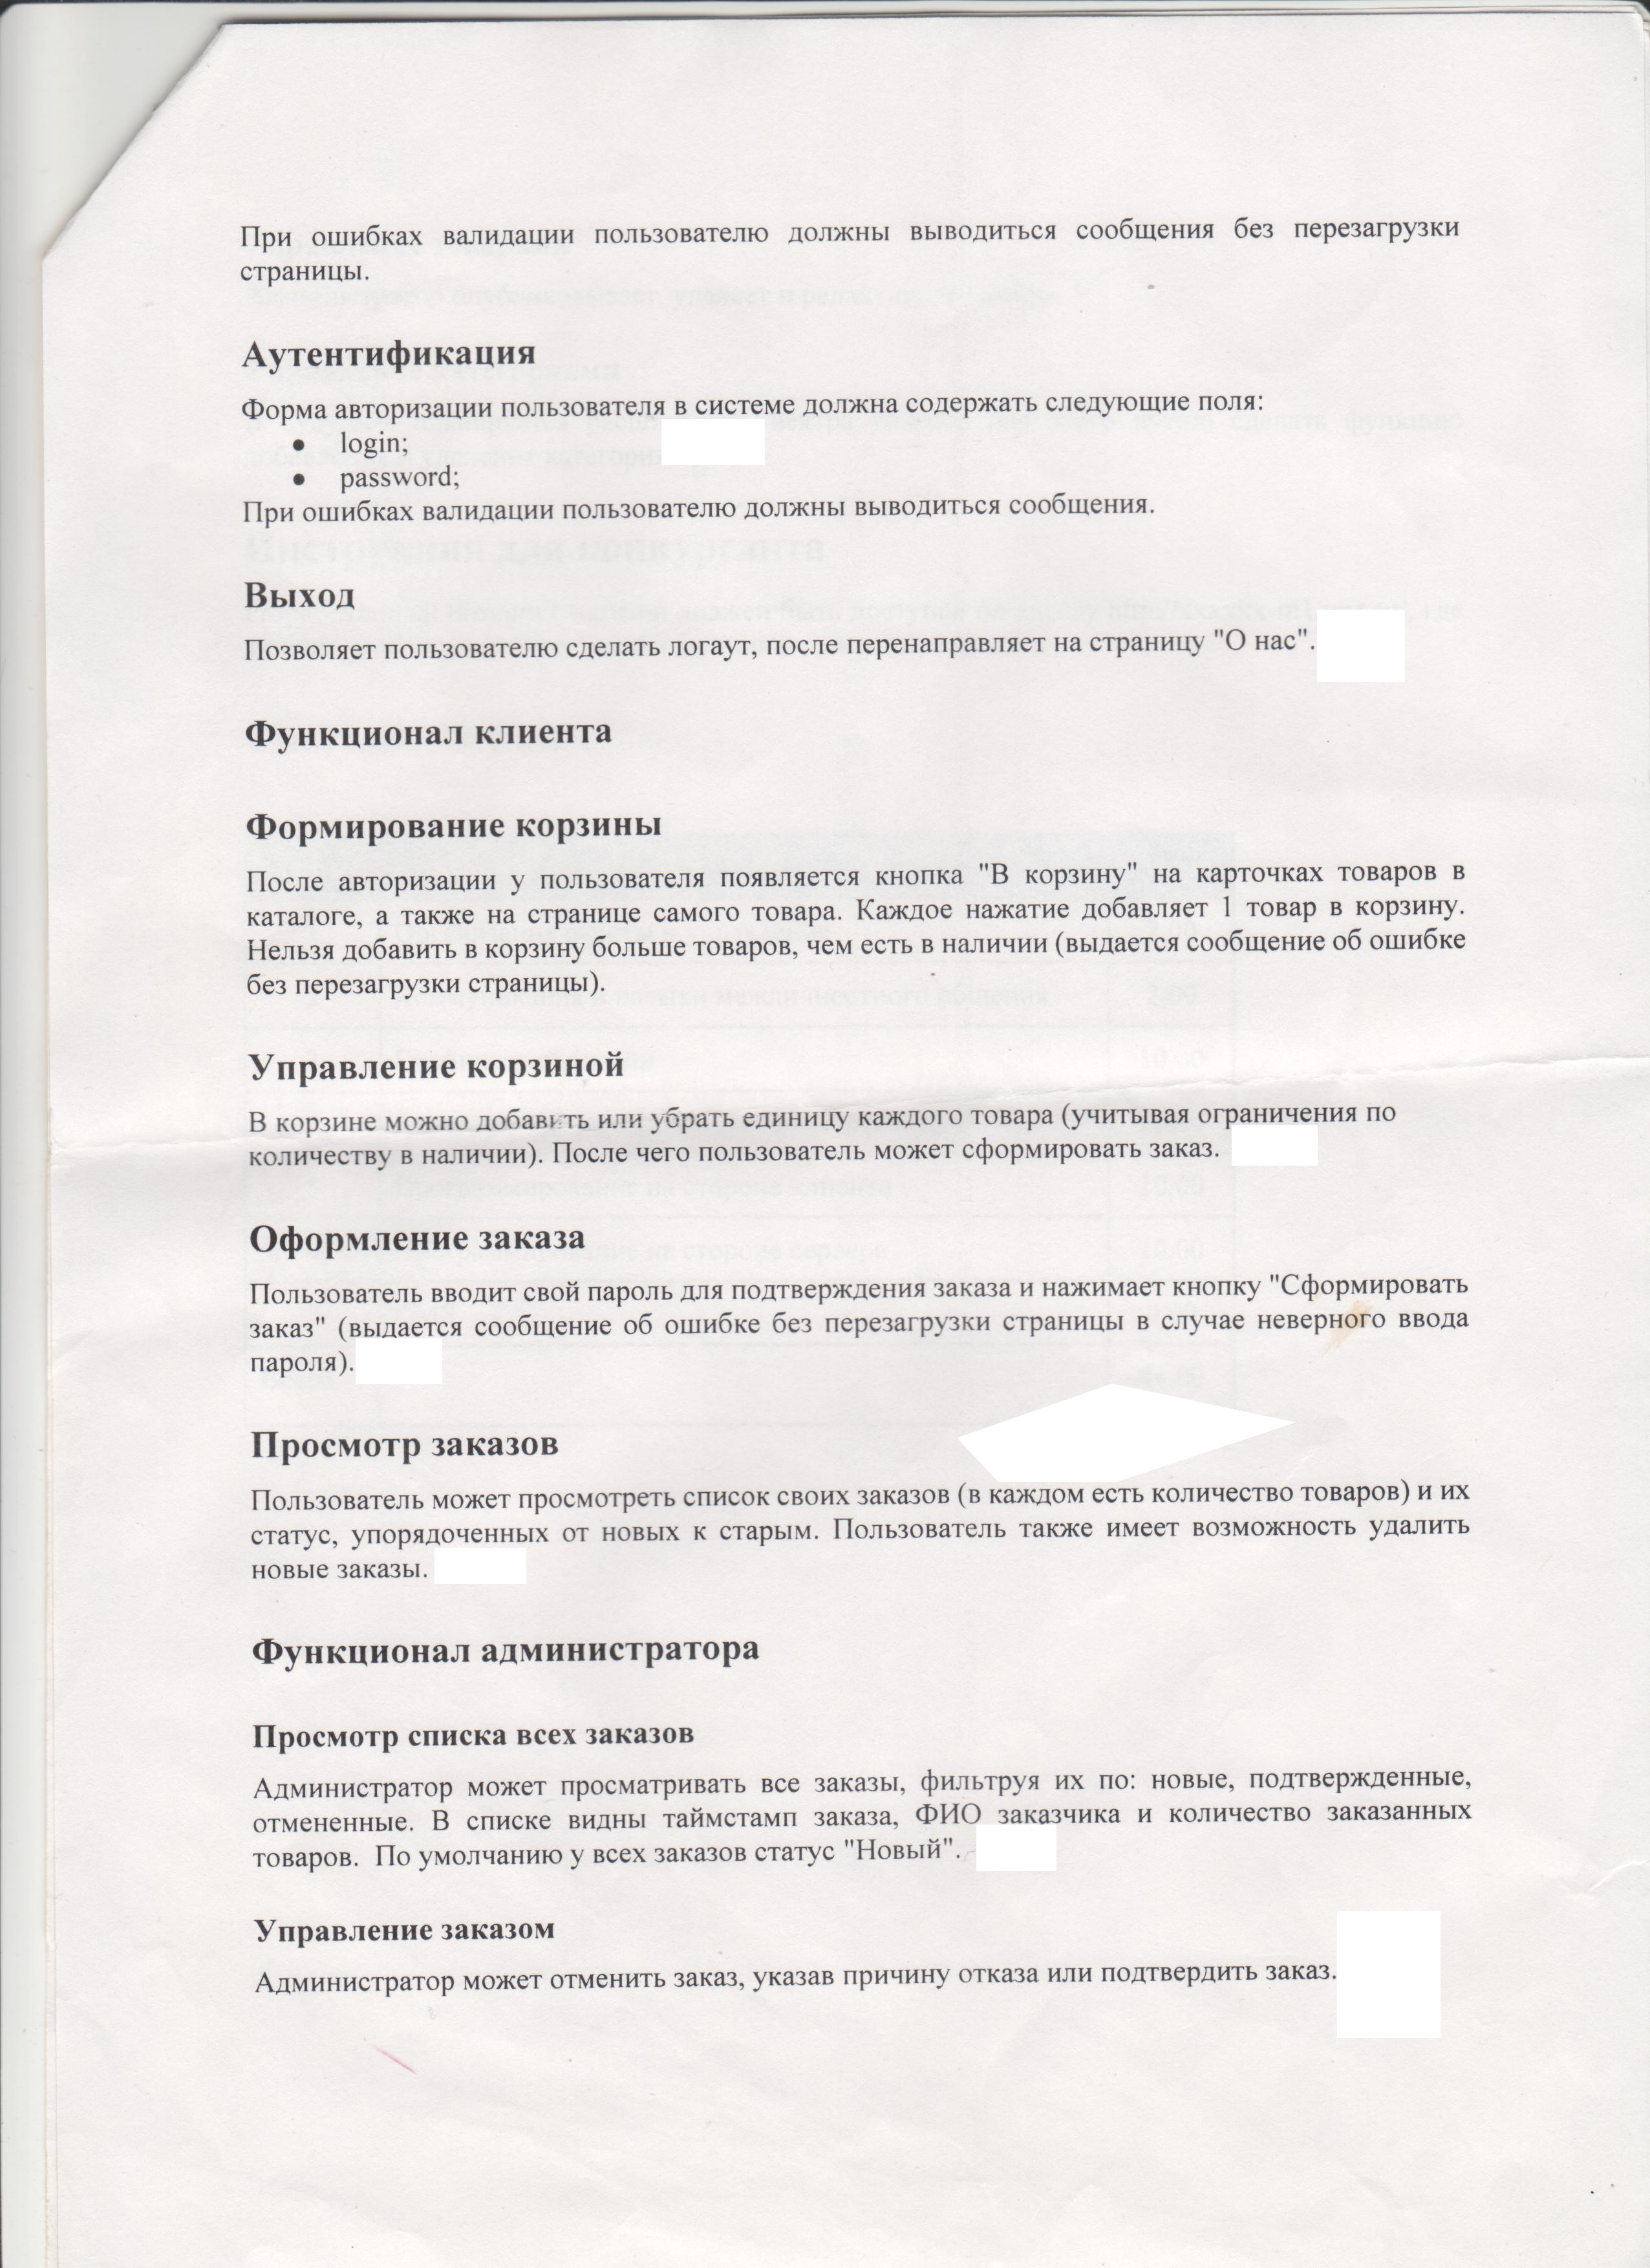 При ошибках валидации пользователю должны выводиться сообщения без перезагрузки
страницы.
Аутентификация
Форма авторизации пользователя в системе должна содержать следующие поля:
● login;
● password;
При ошибках валидации пользователю должны выводиться сообщения.
Выход
Позволяет пользователю сделать логаут, после перенаправляет на страницу "О нас".
Функционал клиента
Формирование корзины
После авторизации у пользователя появляется кнопка "В корзину" на карточках товаров в
каталоге, а также на странице самого товара. Каждое нажатие добавляет 1 товар в корзину.
Нельзя добавить в корзину больше товаров, чем есть в наличии (выдается сообщение об ошибке
без перезагрузки страницы).
Управление корзиной
В корзине можно добавить или убрать единицу каждого товара (учитывая ограничения по
количеству в наличии). После чего пользователь может сформировать заказ.
Оформление заказа
Пользователь вводит свой пароль для подтверждения заказа и нажимает кнопку "Сформировать
заказ" (выдается сообщение об ошибке без перезагрузки страницы в случае неверного ввода
пароля).
Просмотр заказов
Пользователь может просмотреть список своих заказов (в каждом есть количество товаров) и их
статус, упорядоченных от новых к старым. Пользователь также имеет возможность удалить
новые заказы.
Функционал администратора
Просмотр списка всех заказов
Администратор может просматривать все заказы, фильтруя их по: новые, подтвержденные,
отмененные. В списке видны таймстамп заказа, ФИО заказчика и количество заказанных
товаров. По умолчанию у всех заказов статус "Новый".
Управление заказом
Администратор может отменить заказ, указав причину отказа или подтвердить заказ.